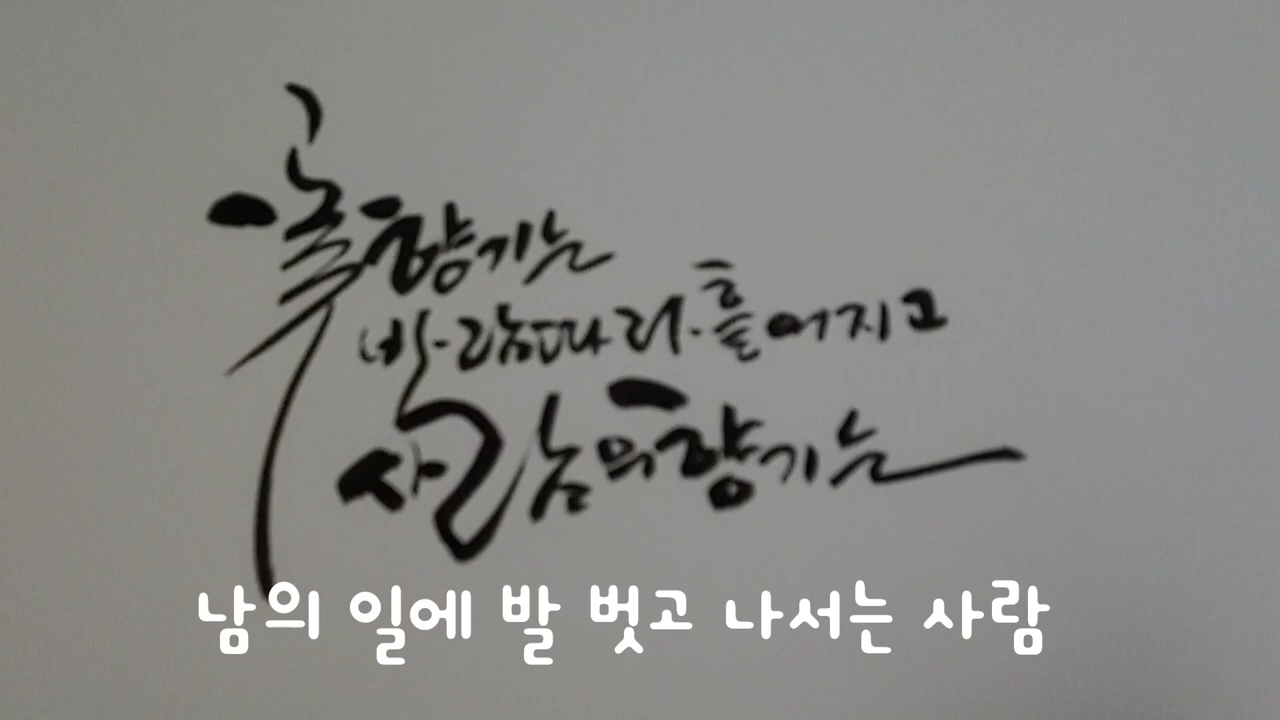 향기는
바람따라 흩어지고
사람의 향기는
남의 일에 발 벗고 나서는 사람